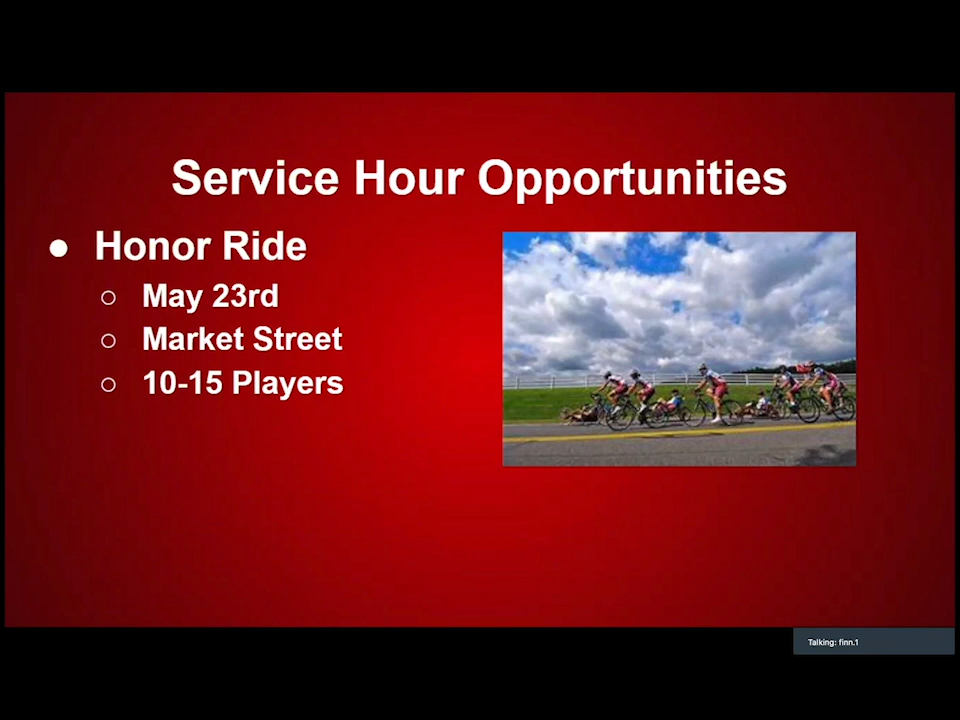 Service Hour Opportunities
● Honor Ride
○ May 23rd
○ Market Street
○ 10-15 Players
Talking: finn.1